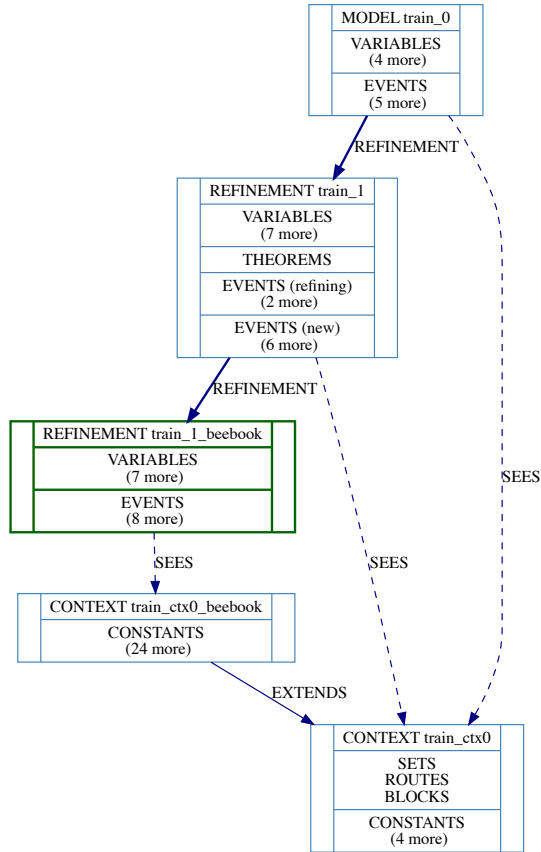 MODEL train_0
VARIABLES
(4 more)
EVENTS
(5 more)
REFINEMENT
REFINEMENT train_1
VARIABLES
(7 more)
THEOREMS
EVENTS (refining)
(2 more)
EVENTS (new)
(6 more)
REFINEMENT
REFINEMENT train_1_beebook
VARIABLES
(7 more)
EVENTS
(8 more)
SEES
SEES
SEES
CONTEXT train_ctx0_beebook
CONSTANTS
(24 more)
EXTENDS
CONTEXT train_ctx0
SETS
ROUTES
BLOCKS
CONSTANTS
(4 more)